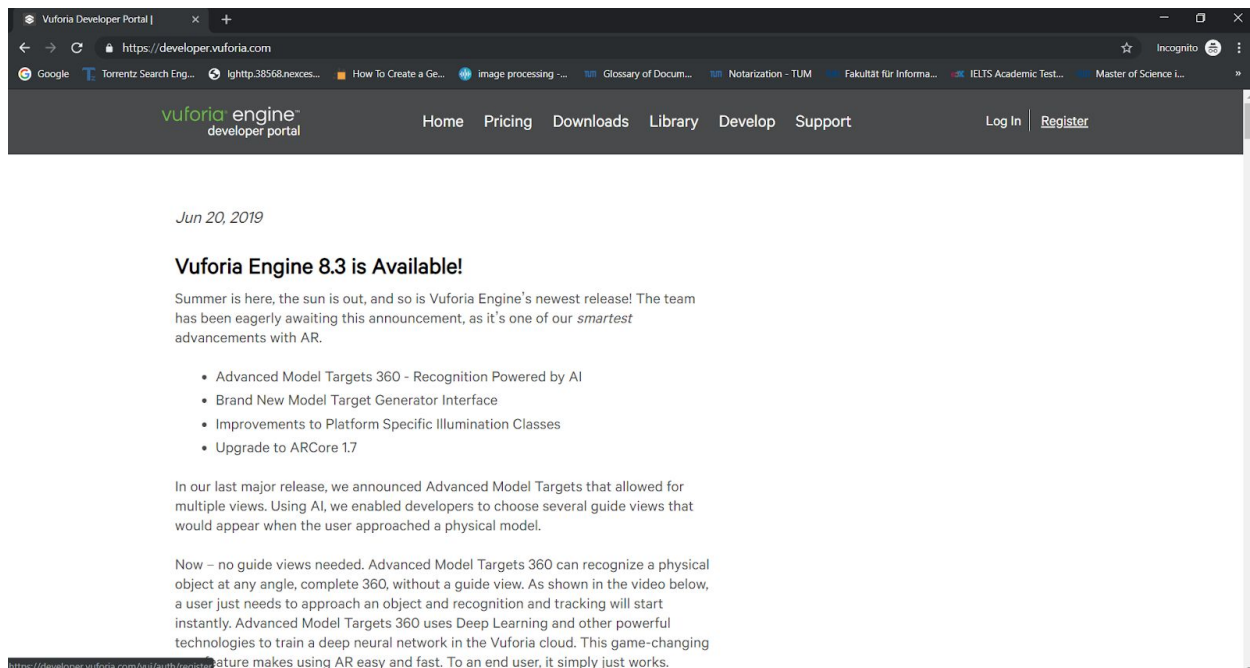 Vuforia Developer Portal |
https://developer.vuforia.com
Incognito
Google
Torrentz Search Eng...
lghttp.38568.nexces...
How To Create a Ge...
image processing -...
Glossary of Docum...
Notarization - TUM
Fakultät für Informa...
IELTS Academic Test...
Master of Science i...
»
vuforia engine™
developer portal
Home Pricing Downloads Library Develop Support
Log In Register
Jun 20, 2019
Vuforia Engine 8.3 is Available!
Summer is here, the sun is out, and so is Vuforia Engine's newest release! The team
has been eagerly awaiting this announcement, as it's one of our smartest
advancements with AR.
• Advanced Model Targets 360 - Recognition Powered by AI
• Brand New Model Target Generator Interface
• Improvements to Platform Specific Illumination Classes
• Upgrade to ARCore 1.7
In our last major release, we announced Advanced Model Targets that allowed for
multiple views. Using AI, we enabled developers to choose several guide views that
would appear when the user approached a physical model.
Now – no guide views needed. Advanced Model Targets 360 can recognize a physical
object at any angle, complete 360, without a guide view. As shown in the video below,
a user just needs to approach an object and recognition and tracking will start
instantly. Advanced Model Targets 360 uses Deep Learning and other powerful
technologies to train a deep neural network in the Vuforia cloud. This game-changing
makes using AR easy and fast. To an end user, it simply just works.
https://developer.vuforia.com/vui/auth/register